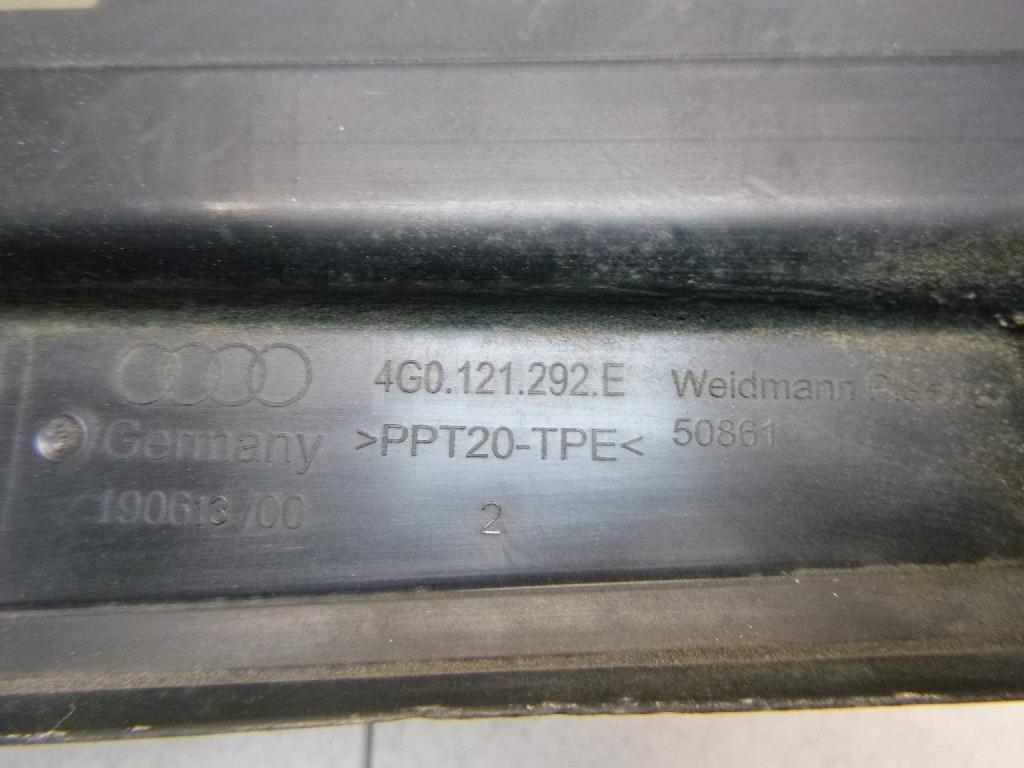 4G0.121.292.E Weidmann
Germany >PPT20-TPE< 50861
190613/00 2